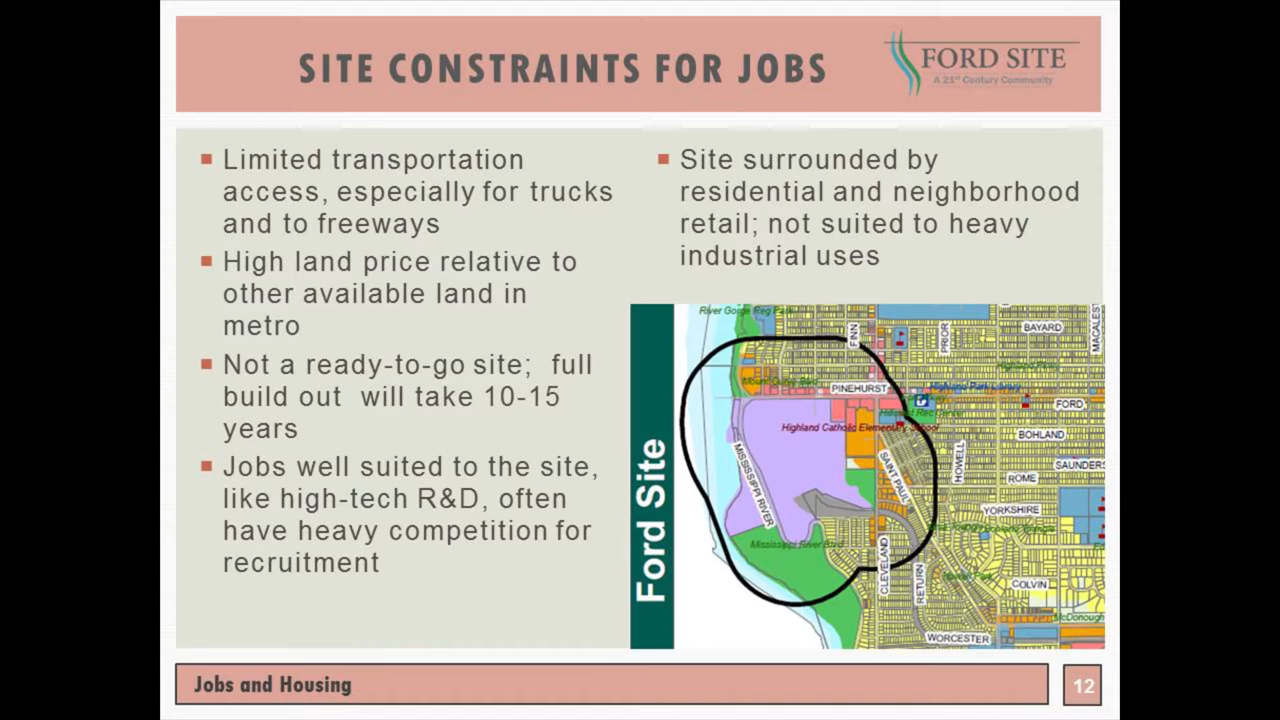 SITE CONSTRAINTS FOR JOBS
FORD SITE
A 21st Century Community
Limited transportation
access, especially for trucks
and to freeways
High land price relative to
other available land in
metro
Not a ready-to-go site; full
build out will take 10-15
years
Jobs well suited to the site,
like high-tech R&D, often
have heavy competition for
recruitment
Site surrounded by
residential and neighborhood
retail; not suited to heavy
industrial uses
Ford Site
River Gorge Reg Park
FINN
PRIOR
BAYARD
MACALEST
PINEHURST
Highland Park Library
FORD
Highland Catholic Elementary School
BOHLAND
MISSISSIPPI RIVER
SAINT PAUL
HOWELL
SAUNDERS
ROME
YORKSHIRE
Mississippi River Blvd
CLEVELAND
RETURN
COLVIN
McDonough
WORCESTER
Jobs and Housing
12